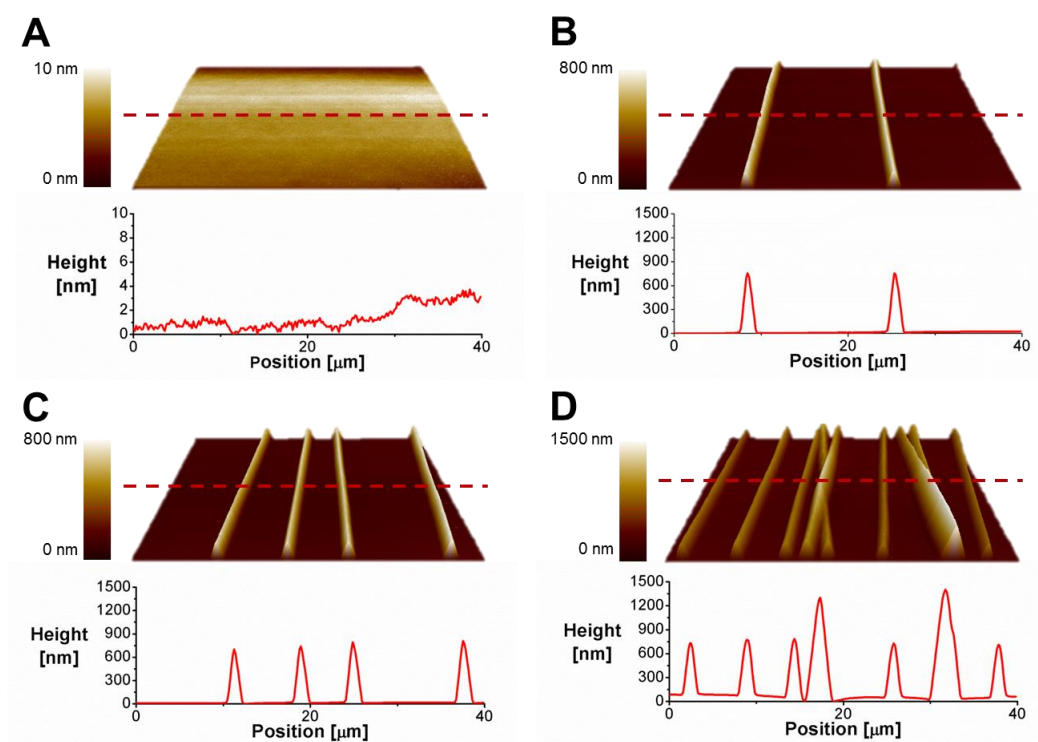 A
10 nm
0 nm
10
8
6
4
2
0
Height
[nm]
0 20 40
Position [μm]
B
800 nm
0 nm
1500
1200
900
600
300
0
Height
[nm]
0 20 40
Position [μm]
C
800 nm
0 nm
1500
1200
900
600
300
0
Height
[nm]
0 20 40
Position [μm]
D
1500 nm
0 nm
1500
1200
900
600
300
0
Height
[nm]
0 20 40
Position [μm]